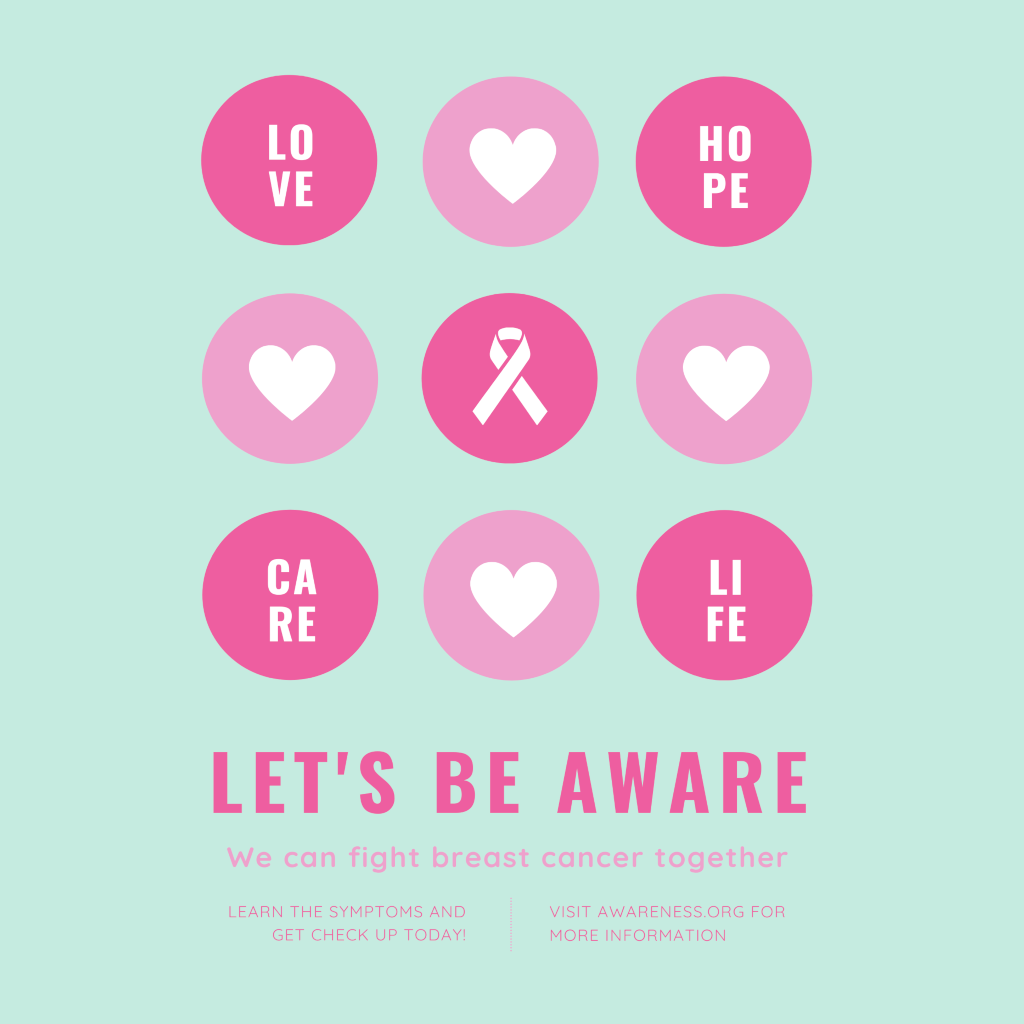 LO
VE
HO
PE
CA
RE
LI
FE
LET'S BE AWARE
We can fight breast cancer together
LEARN THE SYMPTOMS AND
GET CHECK UP TODAY!
VISIT AWARENESS.ORG FOR
MORE INFORMATION